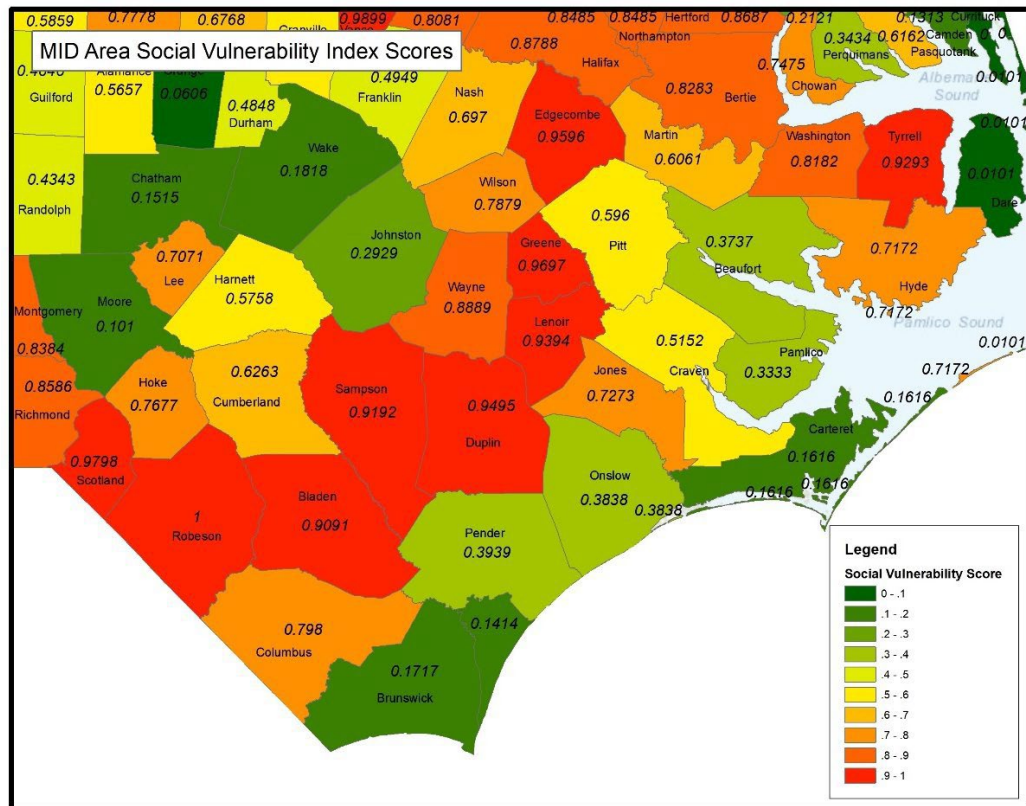 MID Area Social Vulnerability Index Scores
0.5859
0.7778
0.6768
Granville
0.9899
0.8081
0.8485
0.8485
Hertford
0.8687
0.2121
0.1313
Currituck
Northampton
Camden
0.3434
0.6162
Pasquotank
Perquimans
0.8788
Halifax
0.7475
Chowan
Albemarle
Sound
0.0101
0.4646
Guilford
Alamance
0.5657
Orange
0.0606
0.4848
Durham
0.4949
Franklin
Nash
0.697
0.8283
Bertie
Edgecombe
0.9596
Martin
0.6061
Washington
0.8182
Tyrrell
0.9293
0.0101
0.0101
Dare
Wake
0.1818
0.4343
Randolph
Chatham
0.1515
Wilson
0.7879
0.596
Pitt
Johnston
0.2929
Greene
0.9697
0.3737
Beaufort
0.7172
Hyde
0.7071
Lee
Harnett
0.5758
Wayne
0.8889
Moore
0.101
Montgomery
0.8384
Lenoir
0.9394
0.7172
Pamlico Sound
0.5152
Craven
Pamlico
0.3333
0.0101
0.8586
Richmond
Hoke
0.7677
0.6263
Cumberland
Sampson
0.9192
0.9495
Duplin
Jones
0.7273
0.7172
0.1616
Carteret
0.1616
0.1616
0.1616
0.9798
Scotland
Onslow
0.3838
0.3838
1
Robeson
Bladen
0.9091
Pender
0.3939
0.798
Columbus
0.1414
0.1717
Brunswick
Legend
Social Vulnerability Score
0 - .1
.1 - .2
.2 - .3
.3 - .4
.4 - .5
.5 - .6
.6 - .7
.7 - .8
.8 - .9
.9 - 1